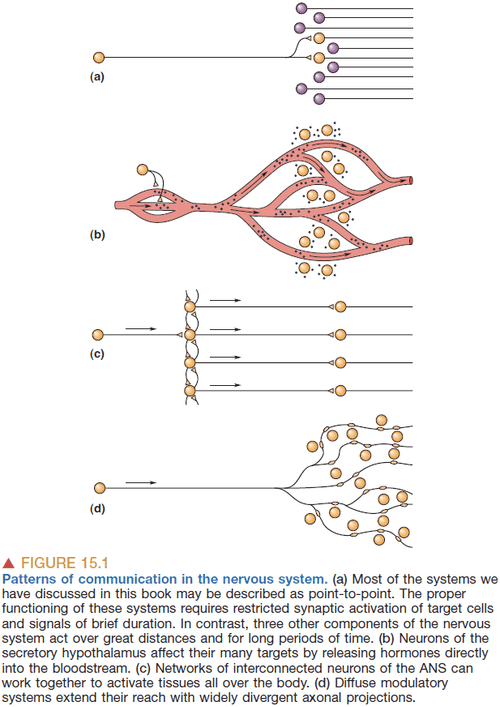 (a)
(b)
(c)
(d)
▲ FIGURE 15.1
Patterns of communication in the nervous system. (a) Most of the systems we
have discussed in this book may be described as point-to-point. The proper
functioning of these systems requires restricted synaptic activation of target cells
and signals of brief duration. In contrast, three other components of the nervous
system act over great distances and for long periods of time. (b) Neurons of the
secretory hypothalamus affect their many targets by releasing hormones directly
into the bloodstream. (c) Networks of interconnected neurons of the ANS can
work together to activate tissues all over the body. (d) Diffuse modulatory
systems extend their reach with widely divergent axonal projections.